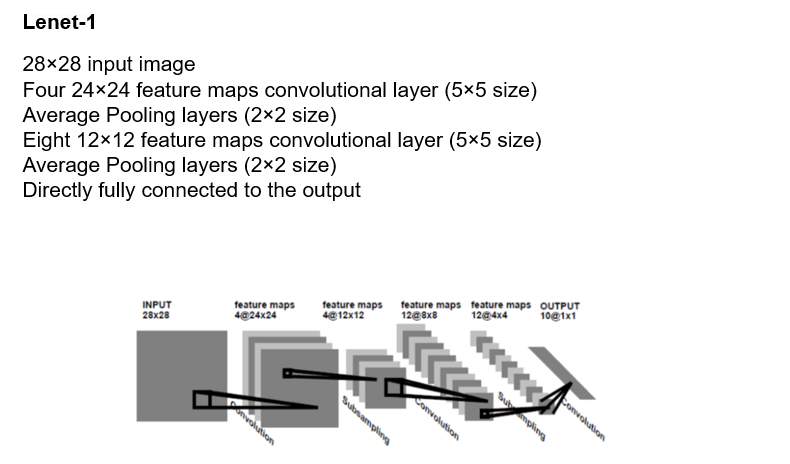 Lenet-1
28×28 input image
Four 24×24 feature maps convolutional layer (5×5 size)
Average Pooling layers (2×2 size)
Eight 12×12 feature maps convolutional layer (5×5 size)
Average Pooling layers (2×2 size)
Directly fully connected to the output
INPUT
28x28
feature maps
4@24x24
feature maps
4@12x12
feature maps
12@8x8
feature maps
12@4x4
OUTPUT
10@1x1
Convolution
Subsampling
Convolution
Subsampling
Convolution